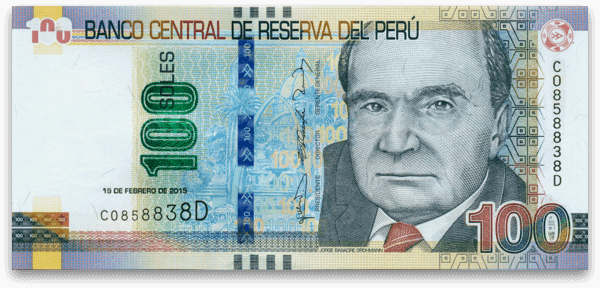 100
BANCO CENTRAL DE RESERVA DEL PERÚ
C0858838D
100
SOLES
100
GERENTE GENERAL
DIRECTOR
PRESIDENTE
19 DE FEBRERO DE 2015
C0858838D
JORGE BASADRE GROHMANN
100